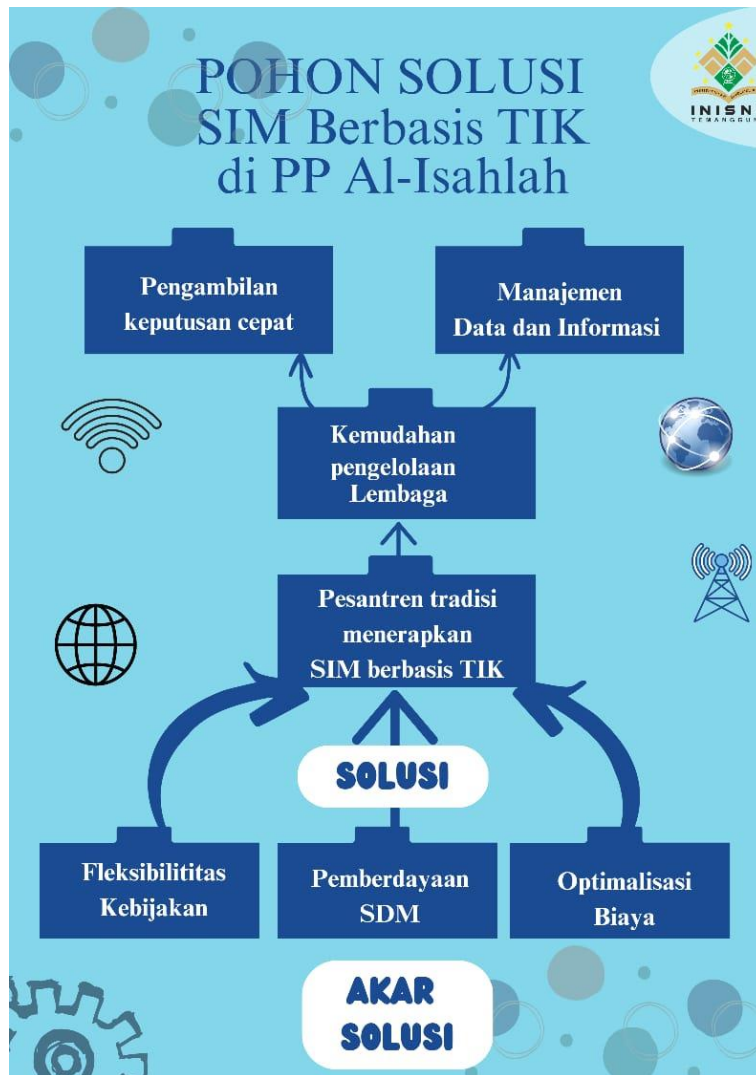 POHON SOLUSI
SIM Berbasis TIK
di PP Al-Isahlah
INISN
TEMANGGU
Pengambilan
keputusan cepat
Manajemen
Data dan Informasi
Kemudahan
pengelolaan
Lembaga
Pesantren tradisi
menerapkan
SIM berbasis TIK
SOLUSI
Fleksibilititas
Kebijakan
Pemberdayaan
SDM
Optimalisasi
Biaya
AKAR
SOLUSI